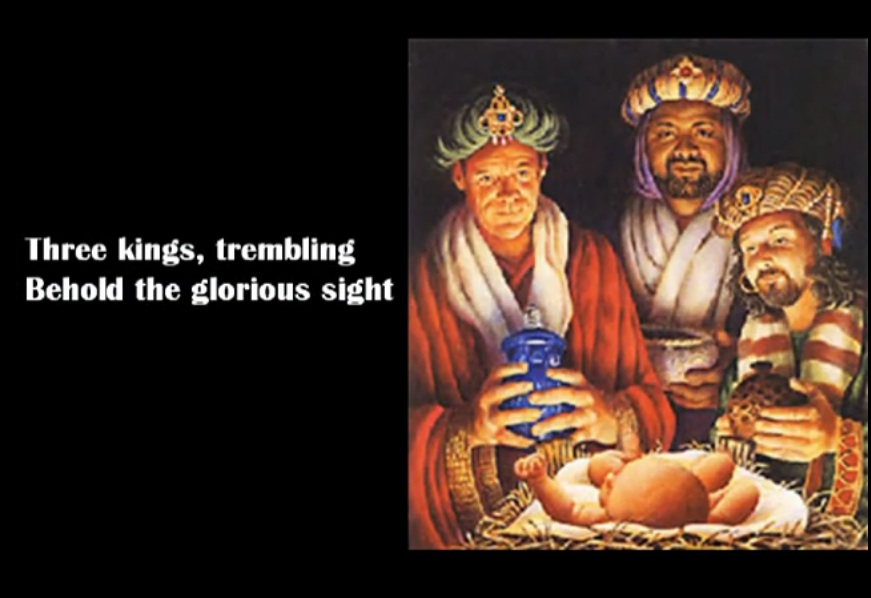 Three kings, trembling
Behold the glorious sight